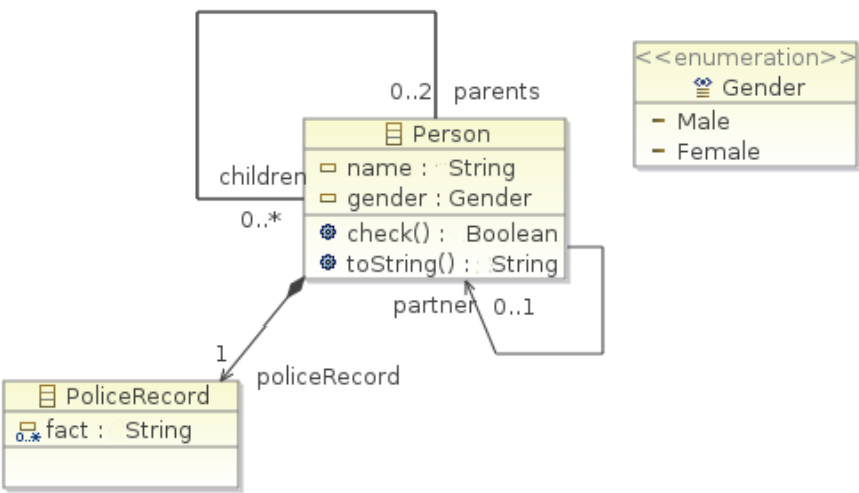 <<enumeration>>
Gender
Male
Female
0..2 parents
Person
name : String
gender : Gender
check() : Boolean
toString() : String
children
0..*
partner 0..1
1
policeRecord
PoliceRecord
0..* fact : String